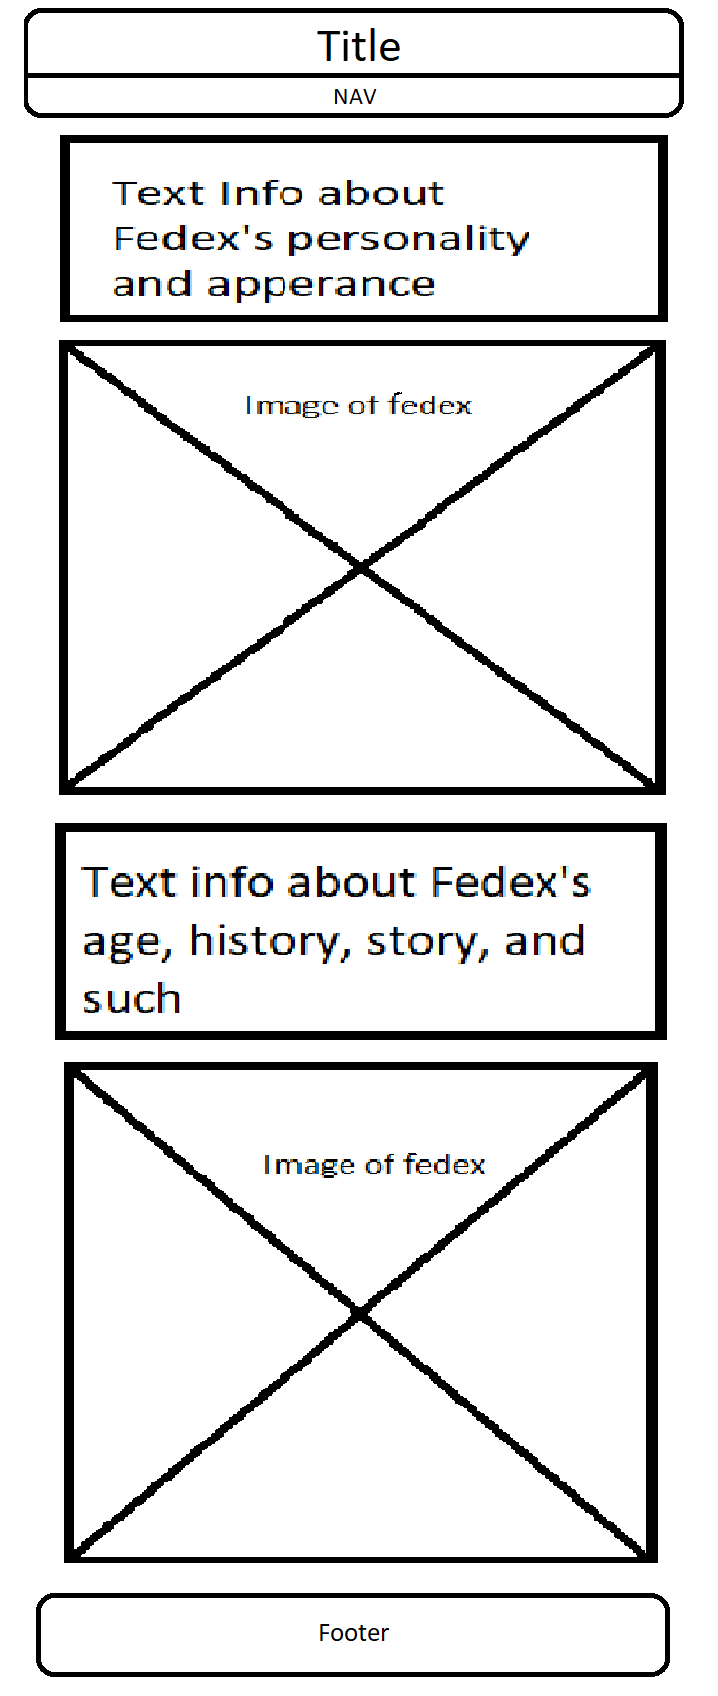 Title
NAV
Text Info about
Fedex's personality
and apperance
Image of fedex
Text info about Fedex's
age, history, story, and
such
Image of fedex
Footer